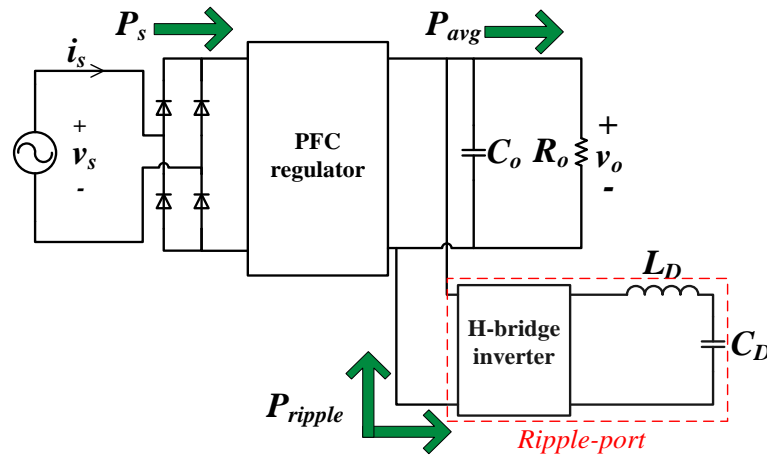 Ps
Pavg
is
+
vs
-
PFC
regulator
Co
Ro
+
vo
-
LD
H-bridge
inverter
CD
Pripple
Ripple-port